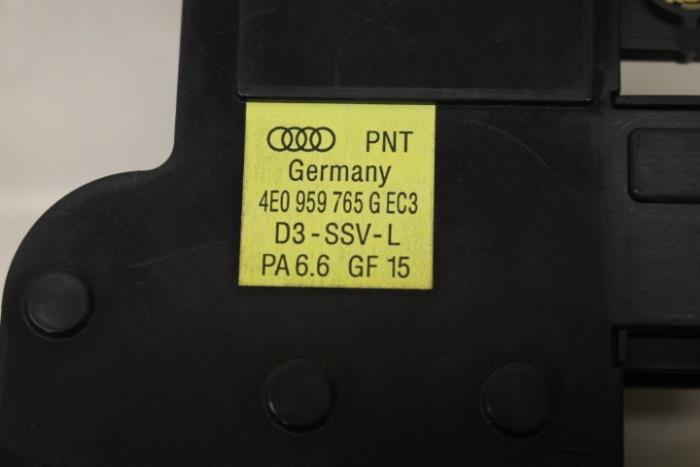 PNT
Germany
4E0 959 765 G EC3
D3-SSV-L
PA 6.6 GF 15